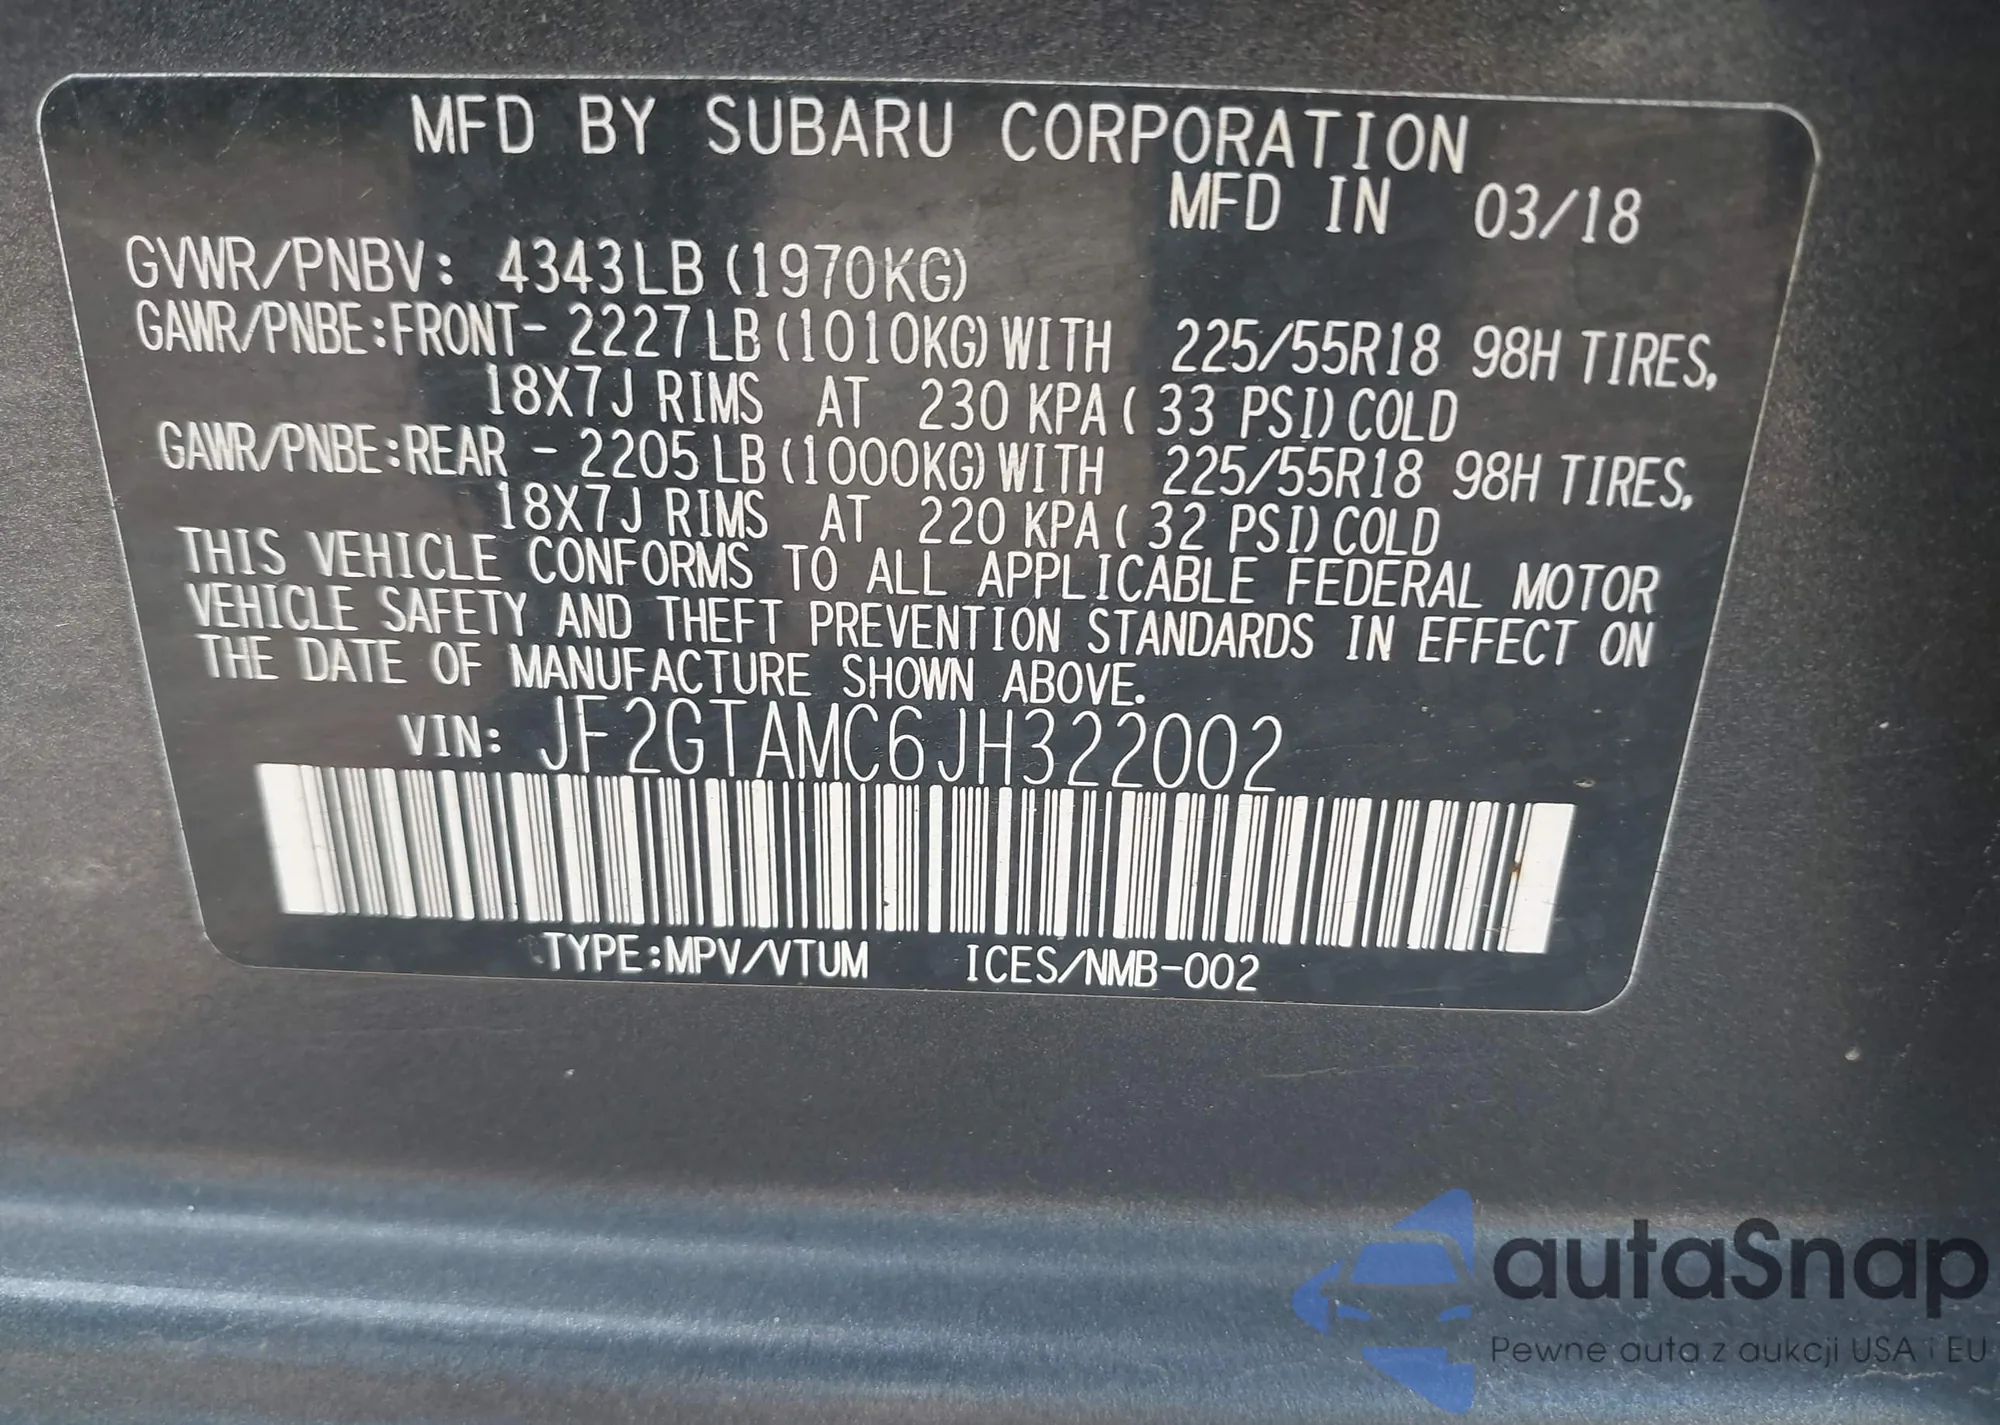 MFD BY SUBARU CORPORATION
MFD IN 03/18
GVWR/PNBV: 4343LB (1970KG)
GAWR/PNBE:FRONT- 2227LB(1010KG)WITH 225/55R18 98H TIRES,
18X7J RIMS AT 230 KPA( 33 PSI)COLD
GAWR/PNBE:REAR - 2205LB(1000KG)WITH 225/55R18 98H TIRES,
18X7J RIMS AT 220 KPA( 32 PSI)COLD
THIS VEHICLE CONFORMS TO ALL APPLICABLE FEDERAL MOTOR
VEHICLE SAFETY AND THEFT PREVENTION STANDARDS IN EFFECT ON
THE DATE OF MANUFACTURE SHOWN ABOVE.
VIN: JF2GTAMC6JH322002
TYPE:MPV/VTUM ICES/NMB-002
autaSnap
Pewne auta z aukcji USA i EU